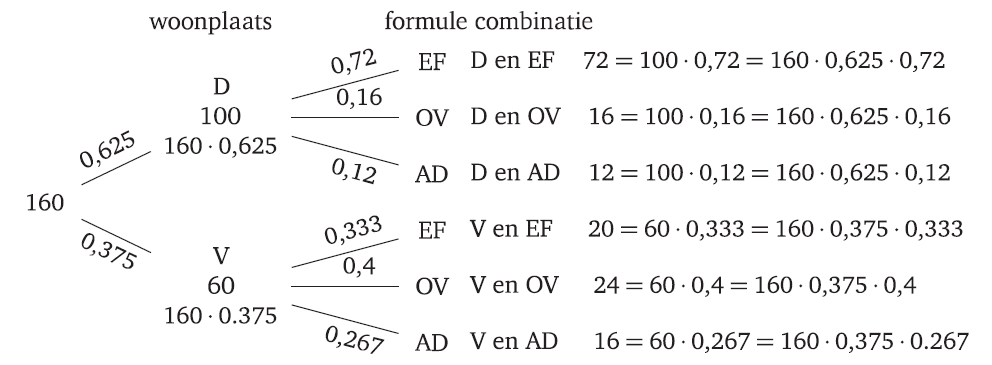 woonplaats formule combinatie
0,72 EF D en EF 72 = 100 · 0,72 = 160 · 0,625 · 0,72
D
100 0,16 OV D en OV 16 = 100 · 0,16 = 160 · 0,625 · 0,16
0,625 160 · 0,625
0,12 AD D en AD 12 = 100 · 0,12 = 160 · 0,625 · 0,12
160
0,375 0,333 EF V en EF 20 = 60 · 0,333 = 160 · 0,375 · 0,333
V
60 0,4 OV V en OV 24 = 60 · 0,4 = 160 · 0,375 · 0,4
160 · 0.375
0,267 AD V en AD 16 = 60 · 0,267 = 160 · 0,375 · 0.267